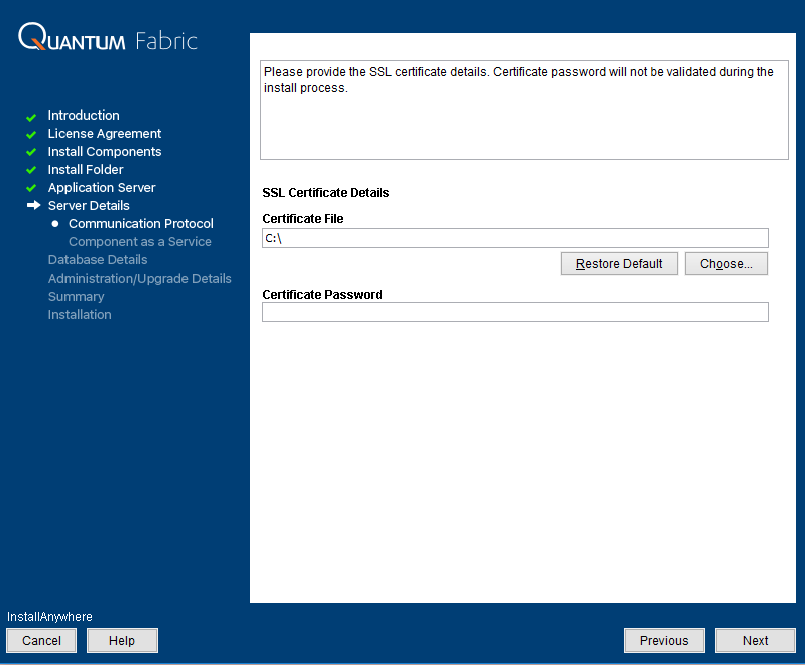 QUANTUM Fabric
Introduction
License Agreement
Install Components
Install Folder
Application Server
Server Details
Communication Protocol
Component as a Service
Database Details
Administration/Upgrade Details
Summary
Installation
Please provide the SSL certificate details. Certificate password will not be validated during the
install process.
SSL Certificate Details
Certificate File
C:\
Restore Default
Choose...
Certificate Password
InstallAnywhere
Cancel
Help
Previous
Next